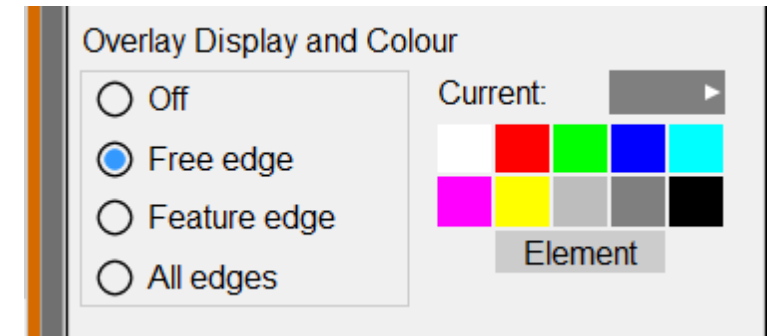 Overlay Display and Colour
Off
Current:
Free edge
Feature edge
Element
All edges